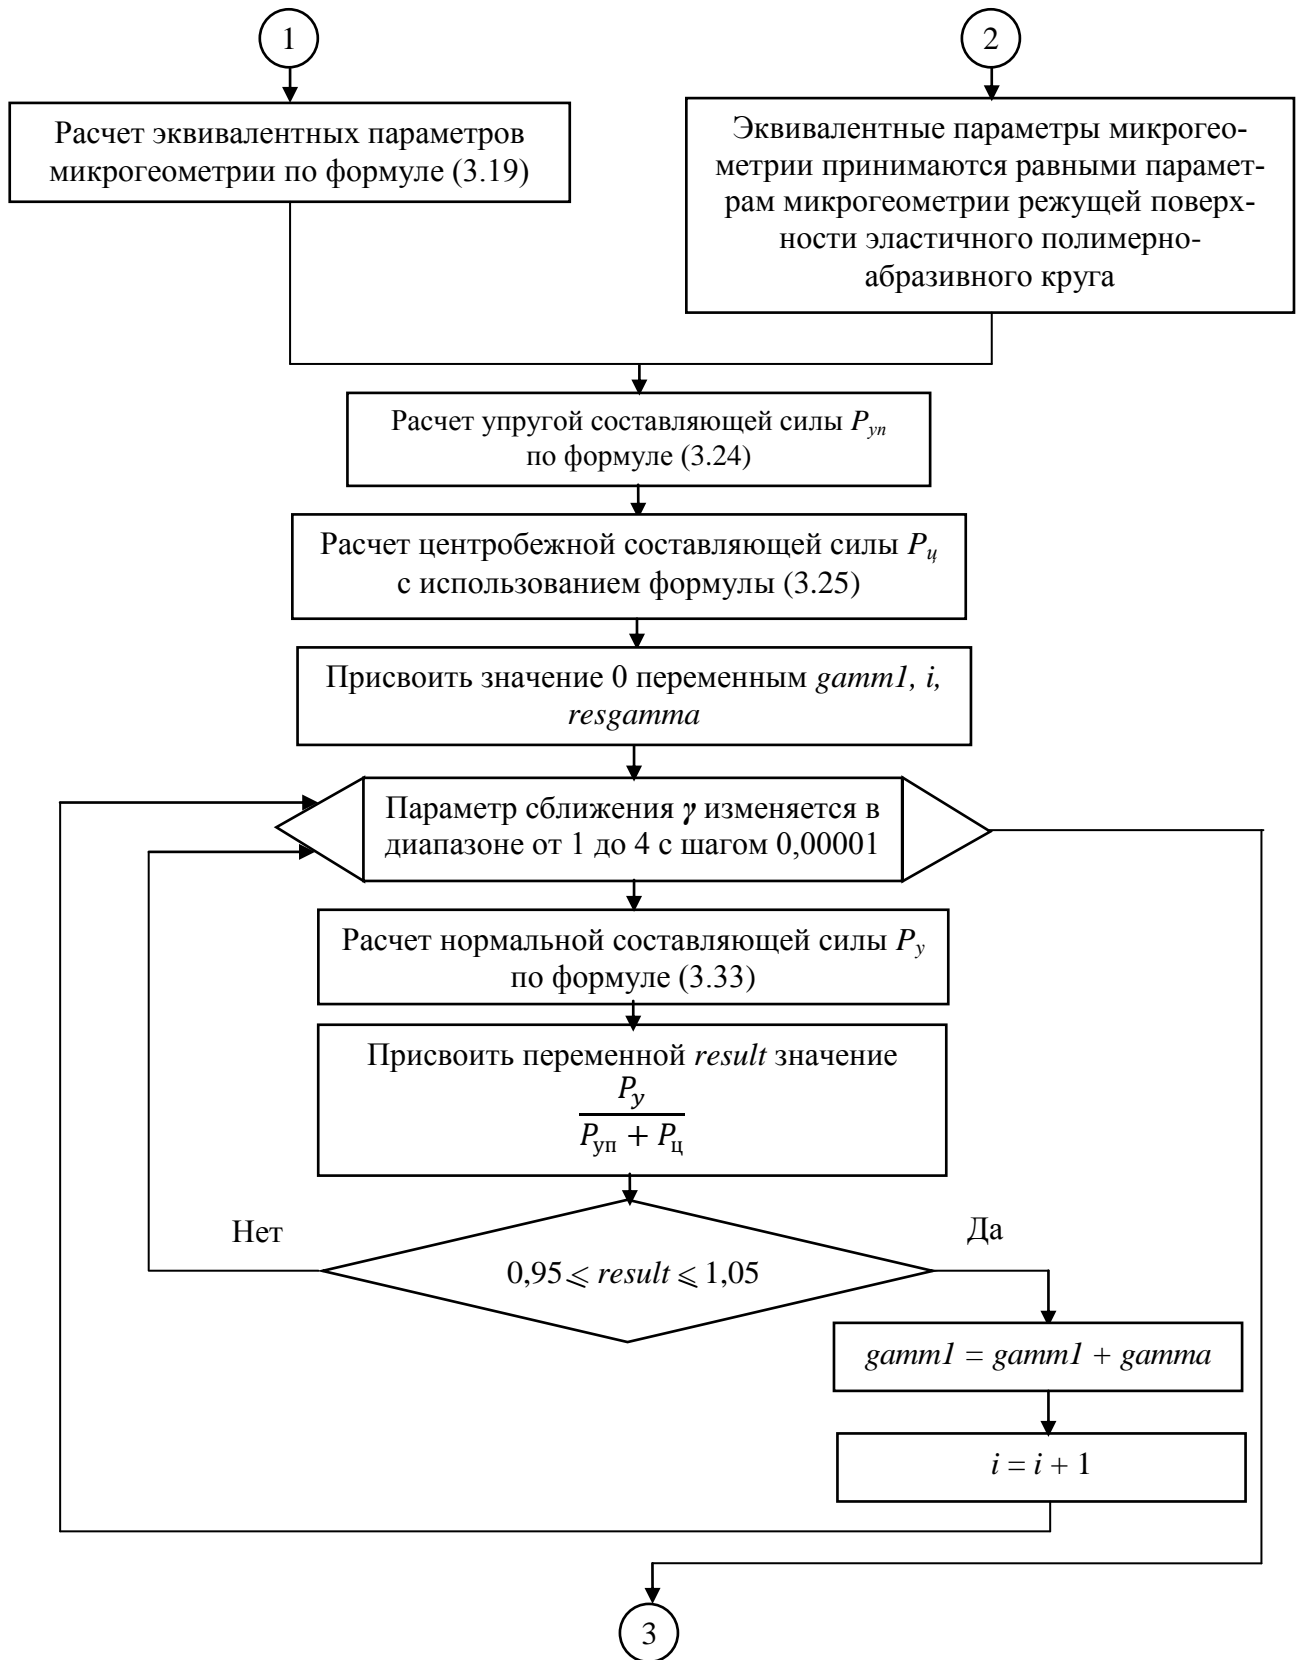 1
2
Расчет эквивалентных параметров
микрогеометрии по формуле (3.19)
Эквивалентные параметры микрогео-
метрии принимаются равными парамет-
рам микрогеометрии режущей поверх-
ности эластичного полимерно-
абразивного круга
Расчет упругой составляющей силы Pуп
по формуле (3.24)
Расчет центробежной составляющей силы Pц
с использованием формулы (3.25)
Присвоить значение 0 переменным gamm1, i,
resgamma
Параметр сближения γ изменяется в
диапазоне от 1 до 4 с шагом 0,00001
Расчет нормальной составляющей силы Pу
по формуле (3.33)
Присвоить переменной result значение
Pу
Pуп + Pц
Нет
Да
0,95 ⩽ result ⩽ 1,05
gamm1 = gamm1 + gamma
i = i + 1
3